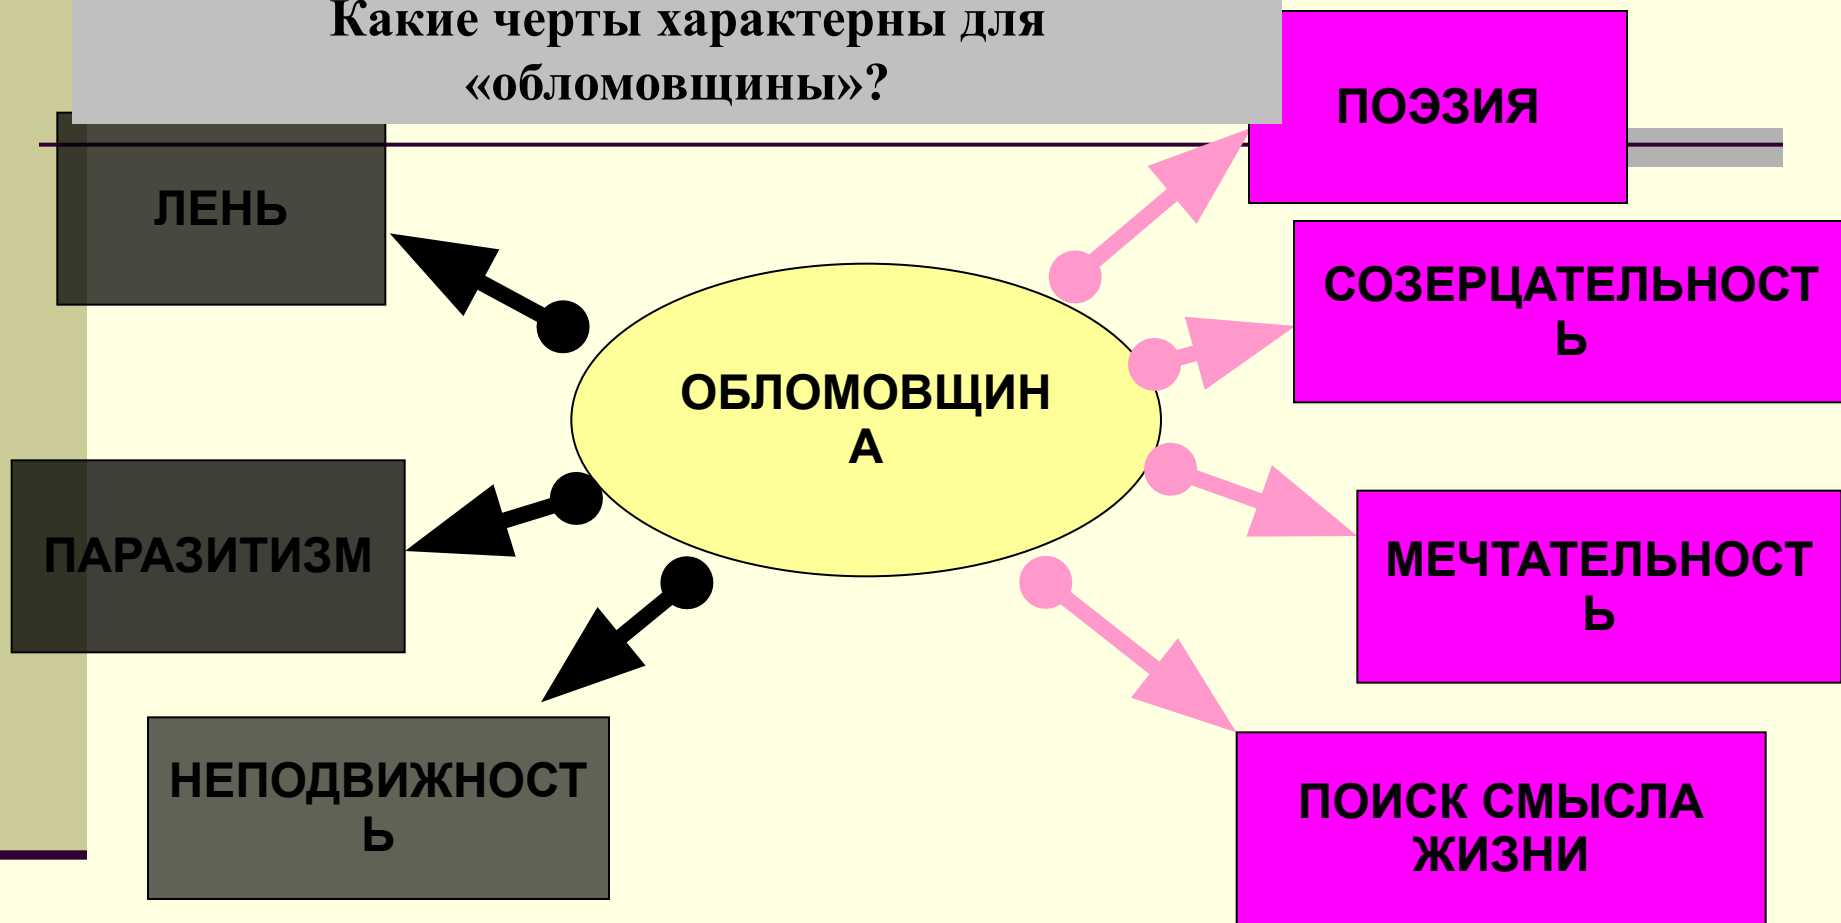 Какие черты характерны для
«обломовщины»?
ПОЭЗИЯ
ЛЕНЬ
СОЗЕРЦАТЕЛЬНОСТ
Ь
ОБЛОМОВЩИН
А
ПАРАЗИТИЗМ
МЕЧТАТЕЛЬНОСТ
Ь
НЕПОДВИЖНОСТ
Ь
ПОИСК СМЫСЛА
ЖИЗНИ